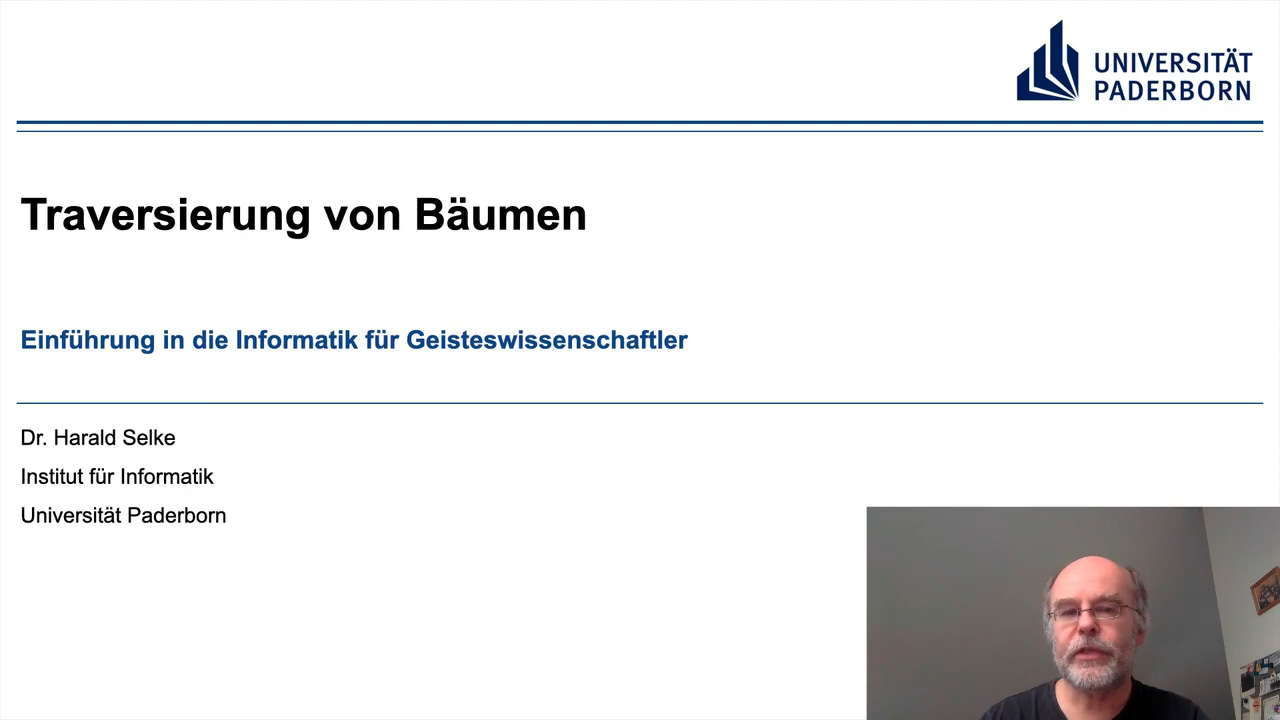 UNIVERSITÄT
PADERBORN
Traversierung von Bäumen
Einführung in die Informatik für Geisteswissenschaftler
Dr. Harald Selke
Institut für Informatik
Universität Paderborn